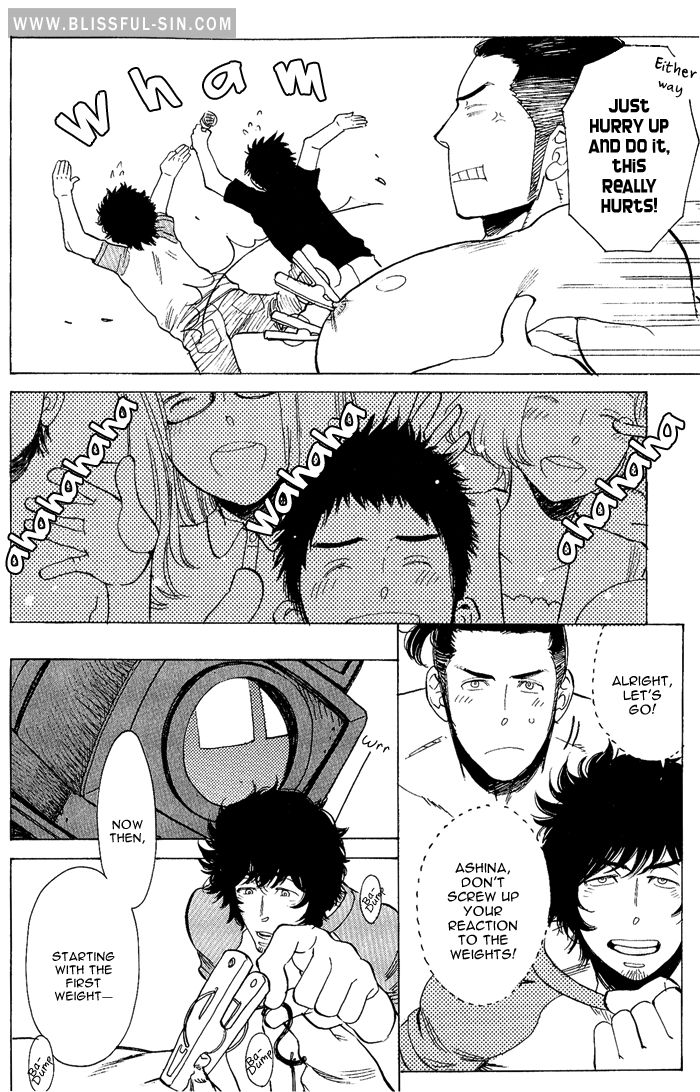 WWW.BLISSFUL-SIN.COM
wham
Either
way
JUST
HURRY UP
AND DO IT,
THIS
REALLY
HURTS!
ahahahaha
wahaha
ahahaha
ALRIGHT,
LET'S
GO!
ASHINA,
DON'T
SCREW UP
YOUR
REACTION
TO THE
WEIGHTS!
wrr
NOW
THEN,
STARTING
WITH THE
FIRST
WEIGHT—
Ba-
Dump
Ba-
Dump
Ba-
Dump